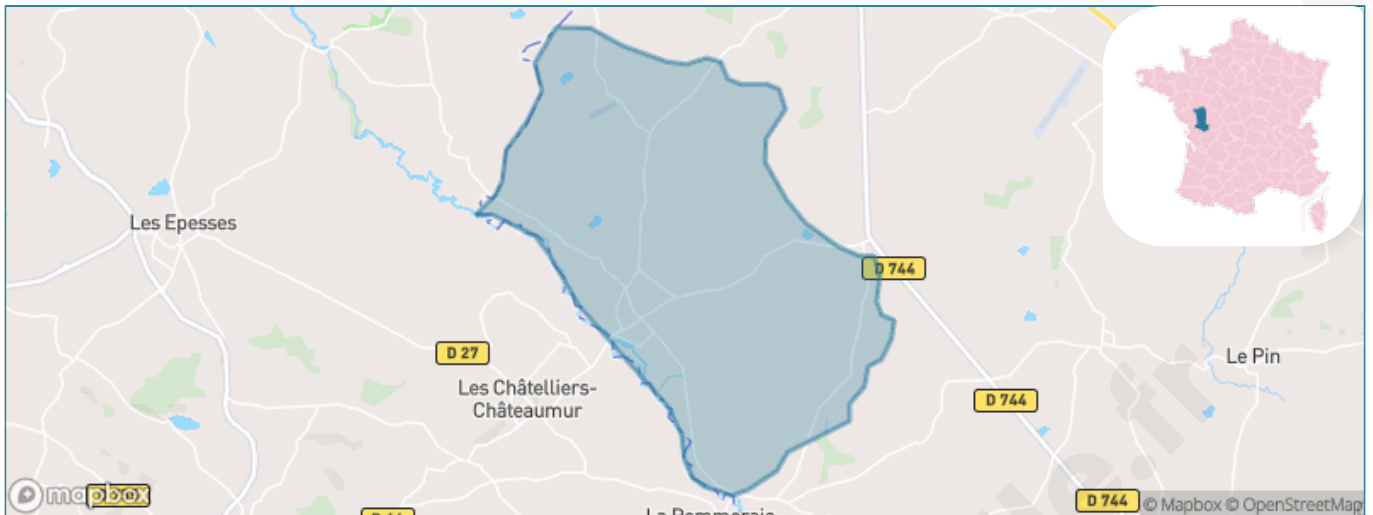 Les Epesses
D 744
D 27
Le Pin
Les Châtelliers-
Châteaumur
D 744
mapbox
D 744
© Mapbox © OpenStreetMap